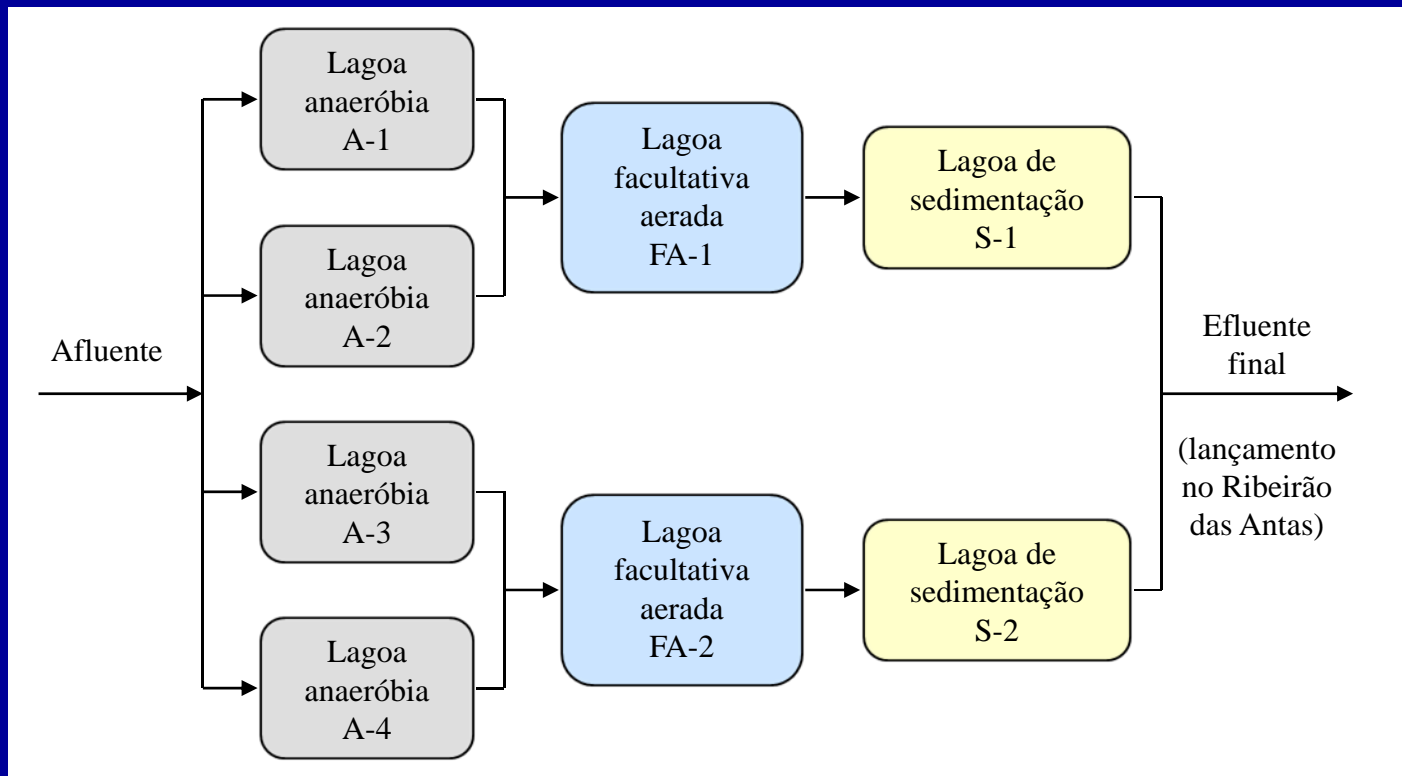 Afluente
Lagoa
anaeróbia
A-1
Lagoa
anaeróbia
A-2
Lagoa
anaeróbia
A-3
Lagoa
anaeróbia
A-4
Lagoa
facultativa
aerada
FA-1
Lagoa
facultativa
aerada
FA-2
Lagoa de
sedimentação
S-1
Lagoa de
sedimentação
S-2
Efluente
final
(lançamento
no Ribeirão
das Antas)